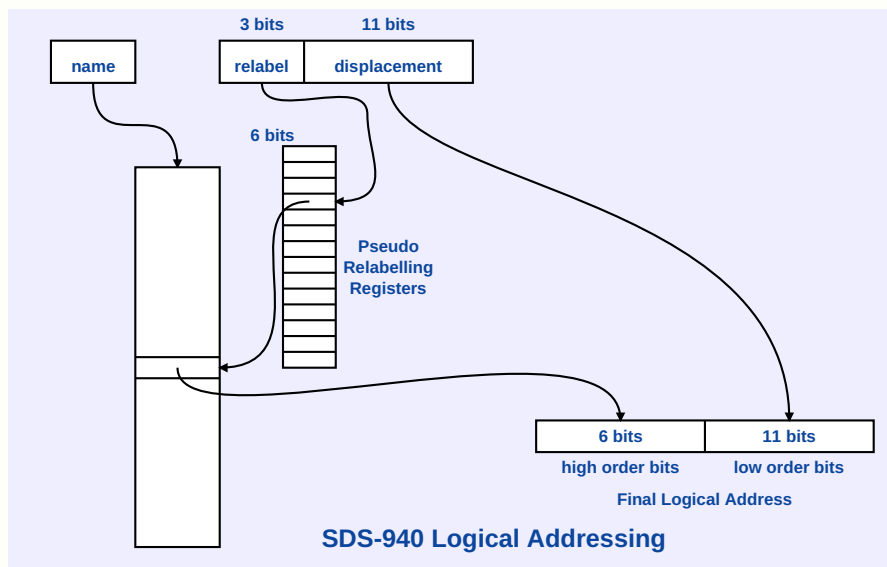 3 bits 11 bits
name relabel displacement
6 bits
Pseudo
Relabelling
Registers
6 bits 11 bits
high order bits low order bits
Final Logical Address
SDS-940 Logical Addressing